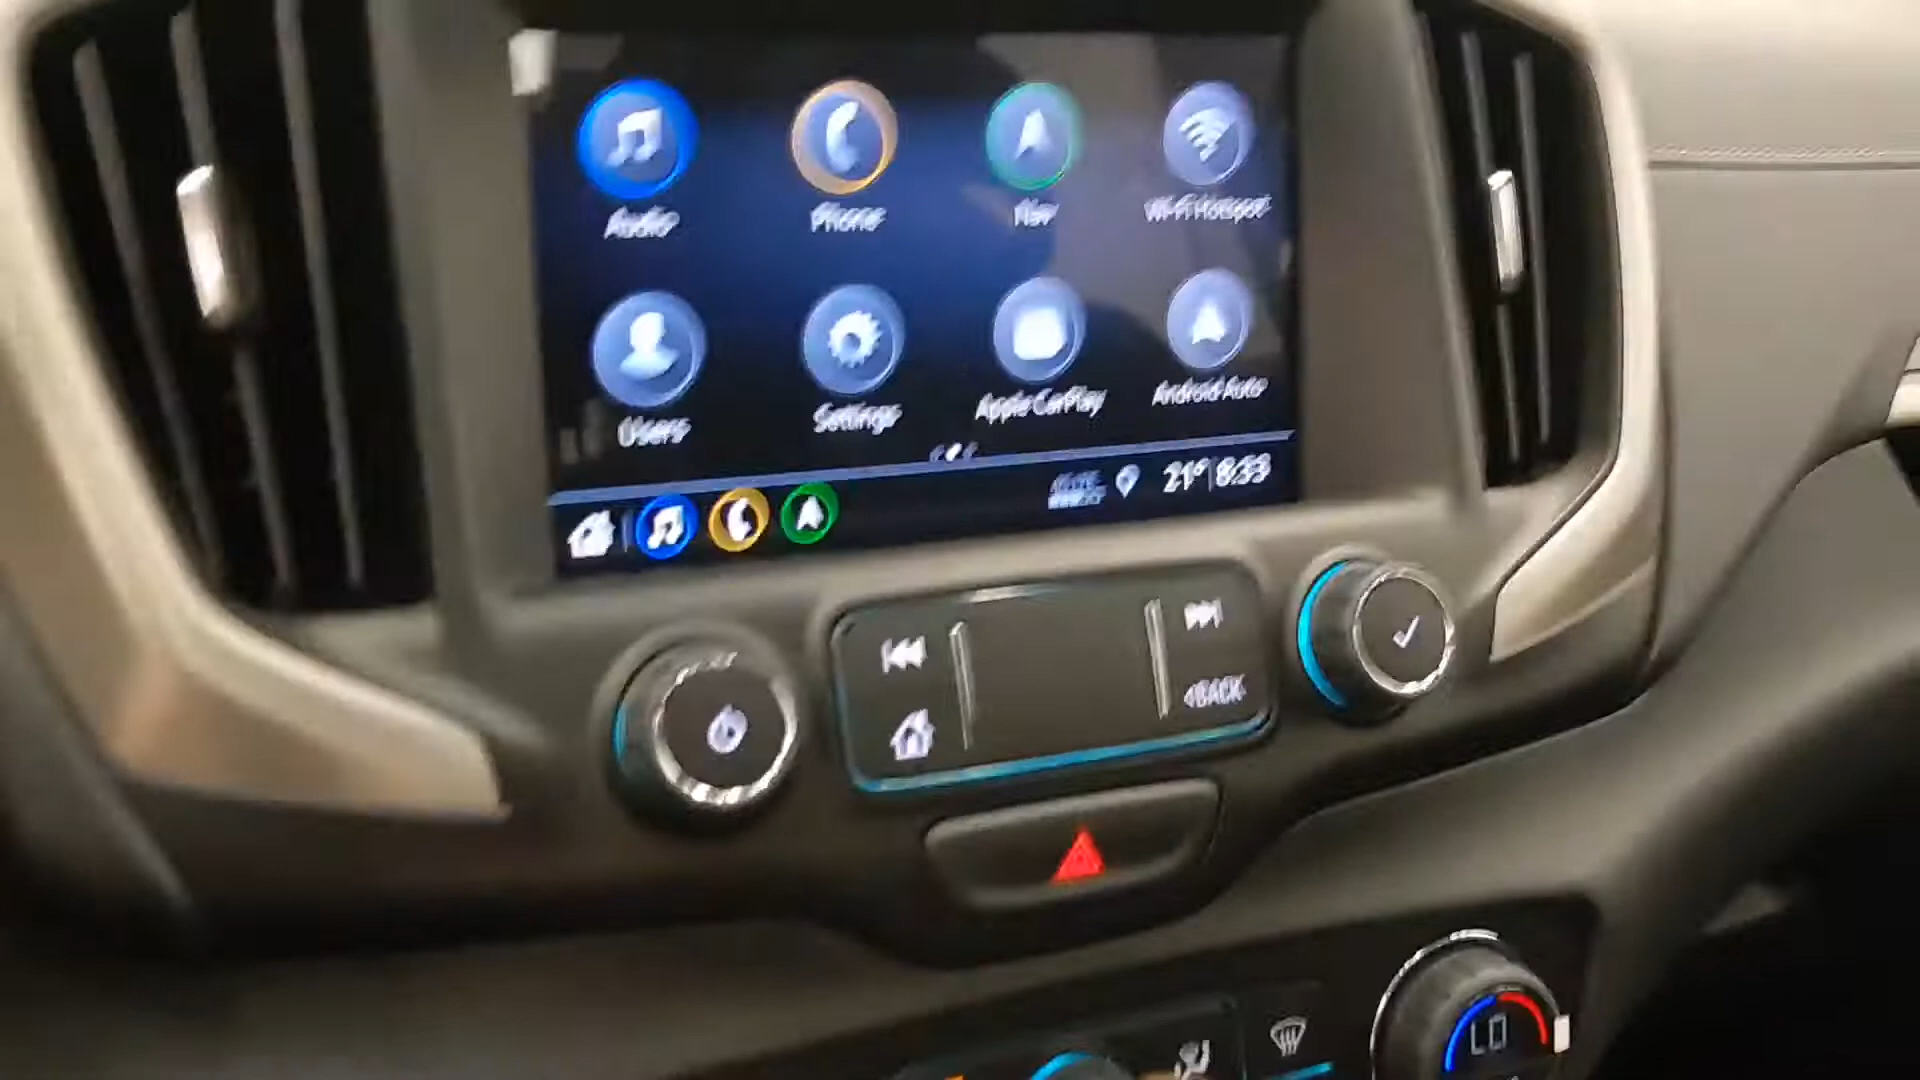 Audio Phone Nav Wi-Fi Hotspot
Users Settings Apple CarPlay Android Auto
21° 8:33
BACK
LO